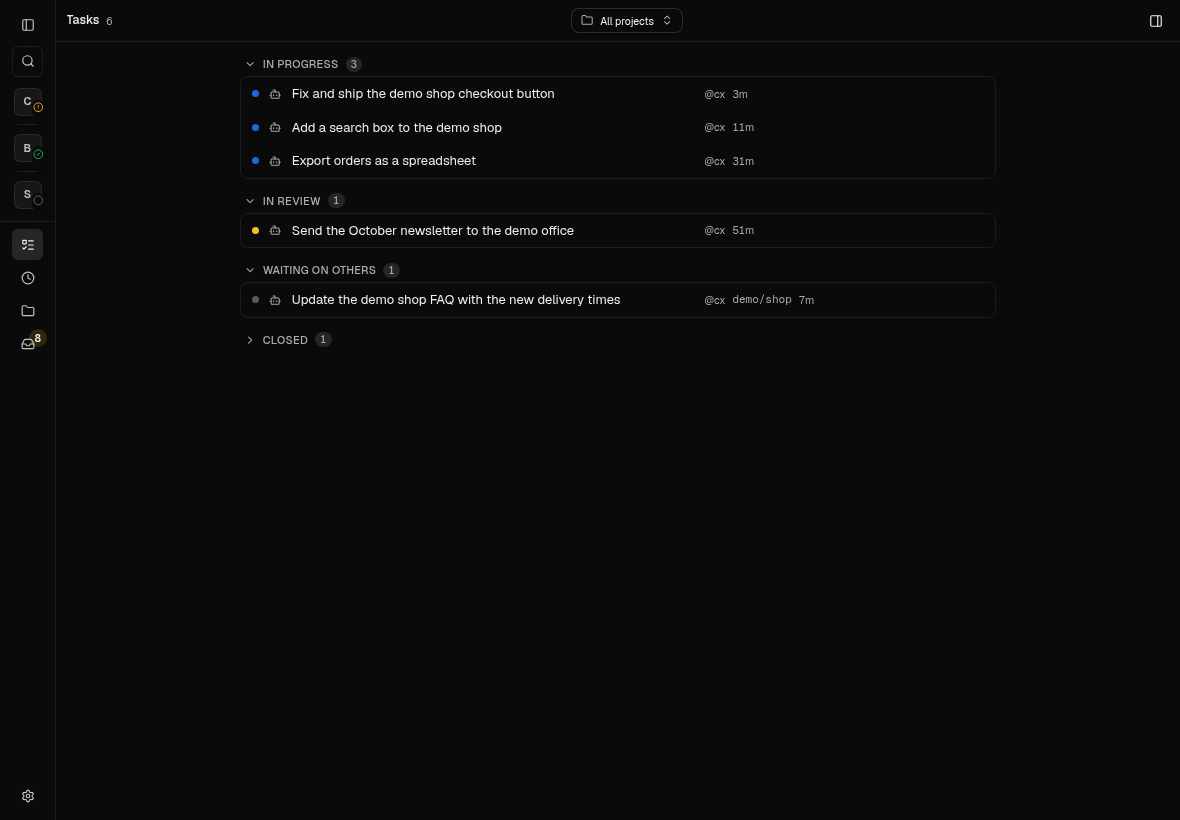 Tasks 6
All projects
C
B
S
8
IN PROGRESS 3
Fix and ship the demo shop checkout button @cx 3m
Add a search box to the demo shop @cx 11m
Export orders as a spreadsheet @cx 31m
IN REVIEW 1
Send the October newsletter to the demo office @cx 51m
WAITING ON OTHERS 1
Update the demo shop FAQ with the new delivery times @cx demo/shop 7m
CLOSED 1